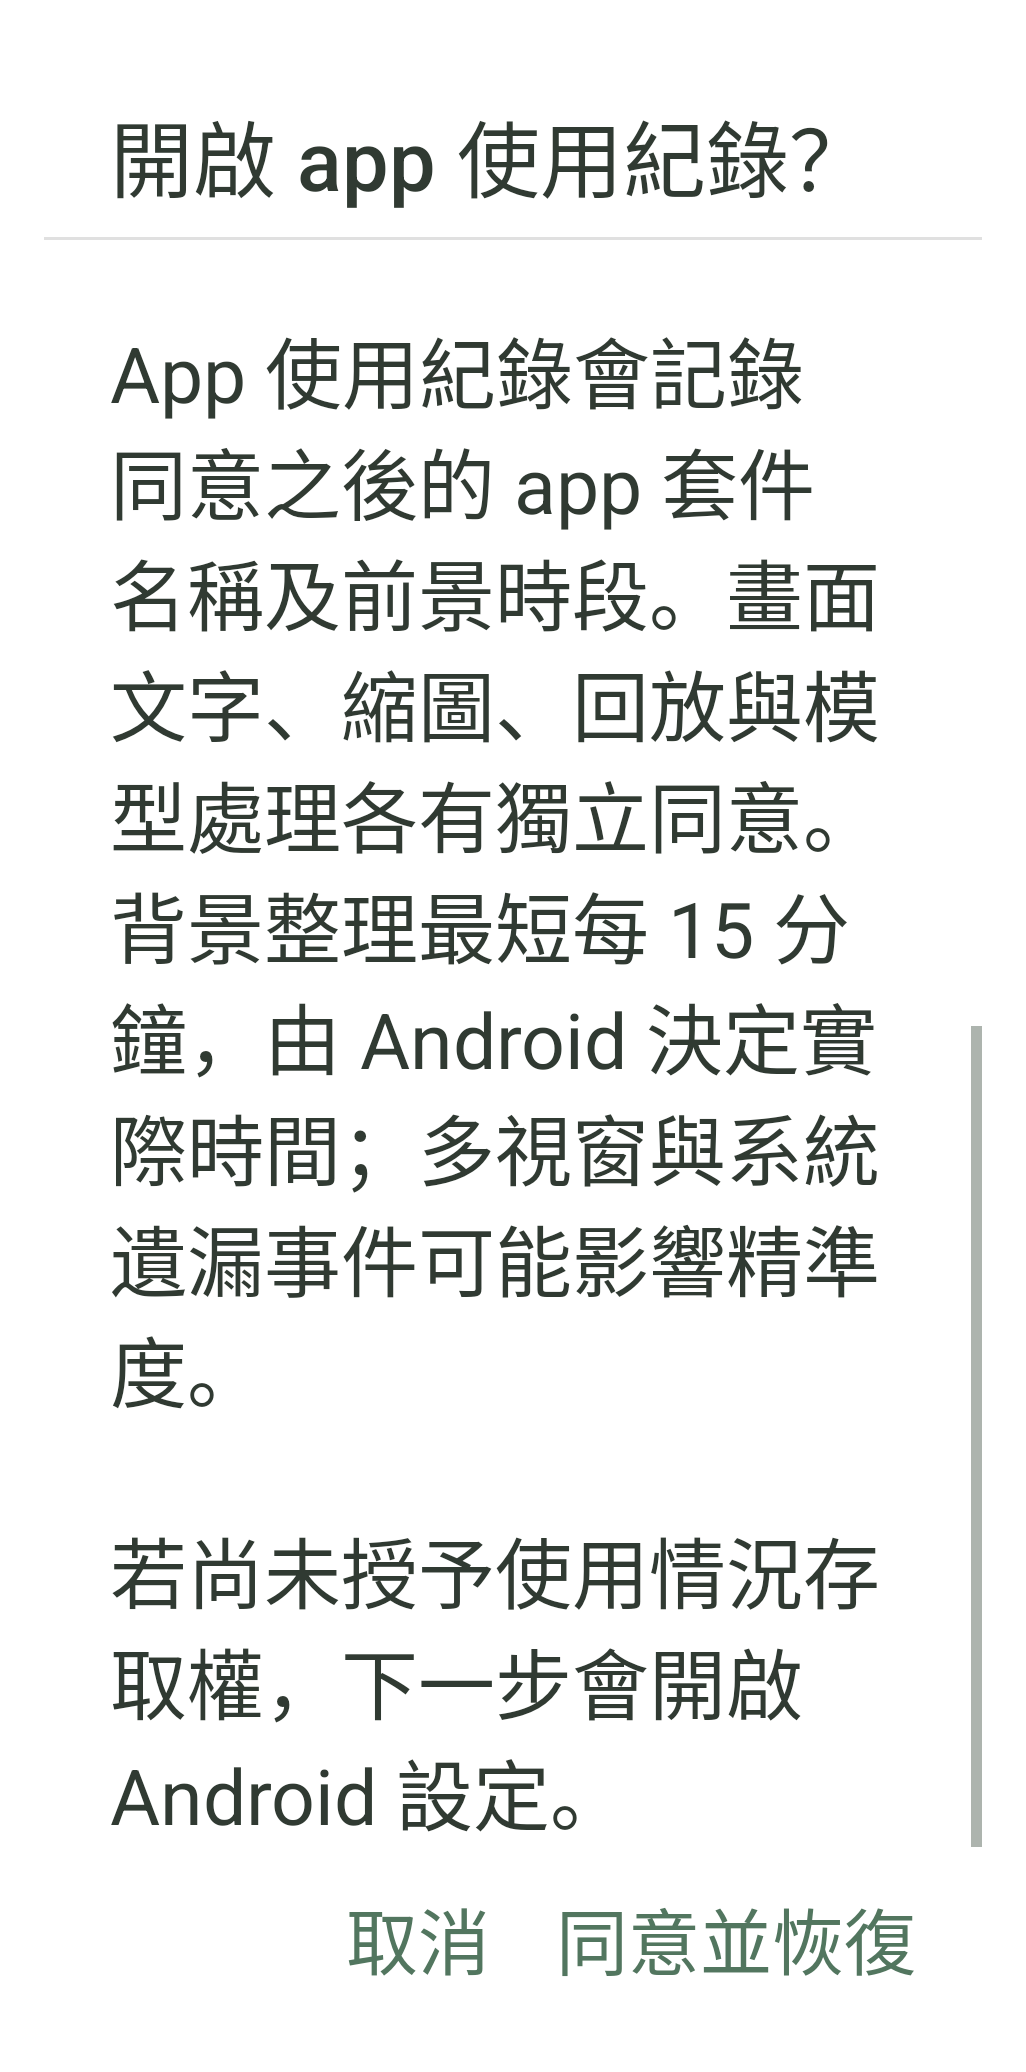 開啟 app 使用紀錄?
App 使用紀錄會記錄
同意之後的 app 套件
名稱及前景時段。畫面
文字、縮圖、回放與模
型處理各有獨立同意。
背景整理最短每 15 分
鐘，由 Android 決定實
際時間；多視窗與系統
遺漏事件可能影響精準
度。
若尚未授予使用情況存
取權，下一步會開啟
Android 設定。
取消 同意並恢復